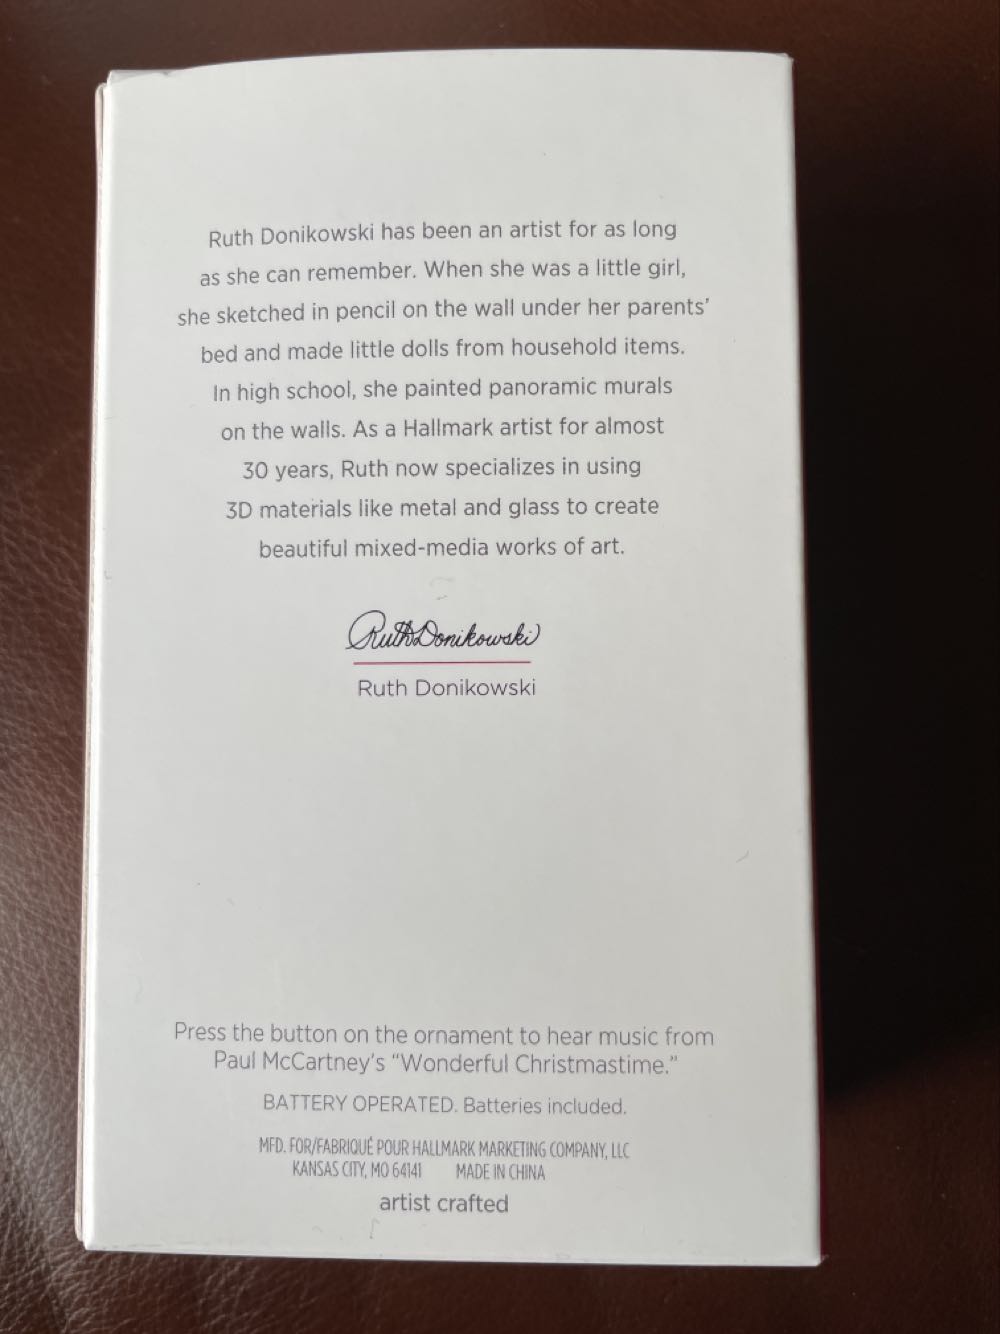 Ruth Donikowski has been an artist for as long
as she can remember. When she was a little girl,
she sketched in pencil on the wall under her parents'
bed and made little dolls from household items.
In high school, she painted panoramic murals
on the walls. As a Hallmark artist for almost
30 years, Ruth now specializes in using
3D materials like metal and glass to create
beautiful mixed-media works of art.
Ruth Donikowski
Ruth Donikowski
Press the button on the ornament to hear music from
Paul McCartney's “Wonderful Christmastime.”
BATTERY OPERATED. Batteries included.
MFD. FOR/FABRIQUÉ POUR HALLMARK MARKETING COMPANY, LLC
KANSAS CITY, MO 64141 MADE IN CHINA
artist crafted